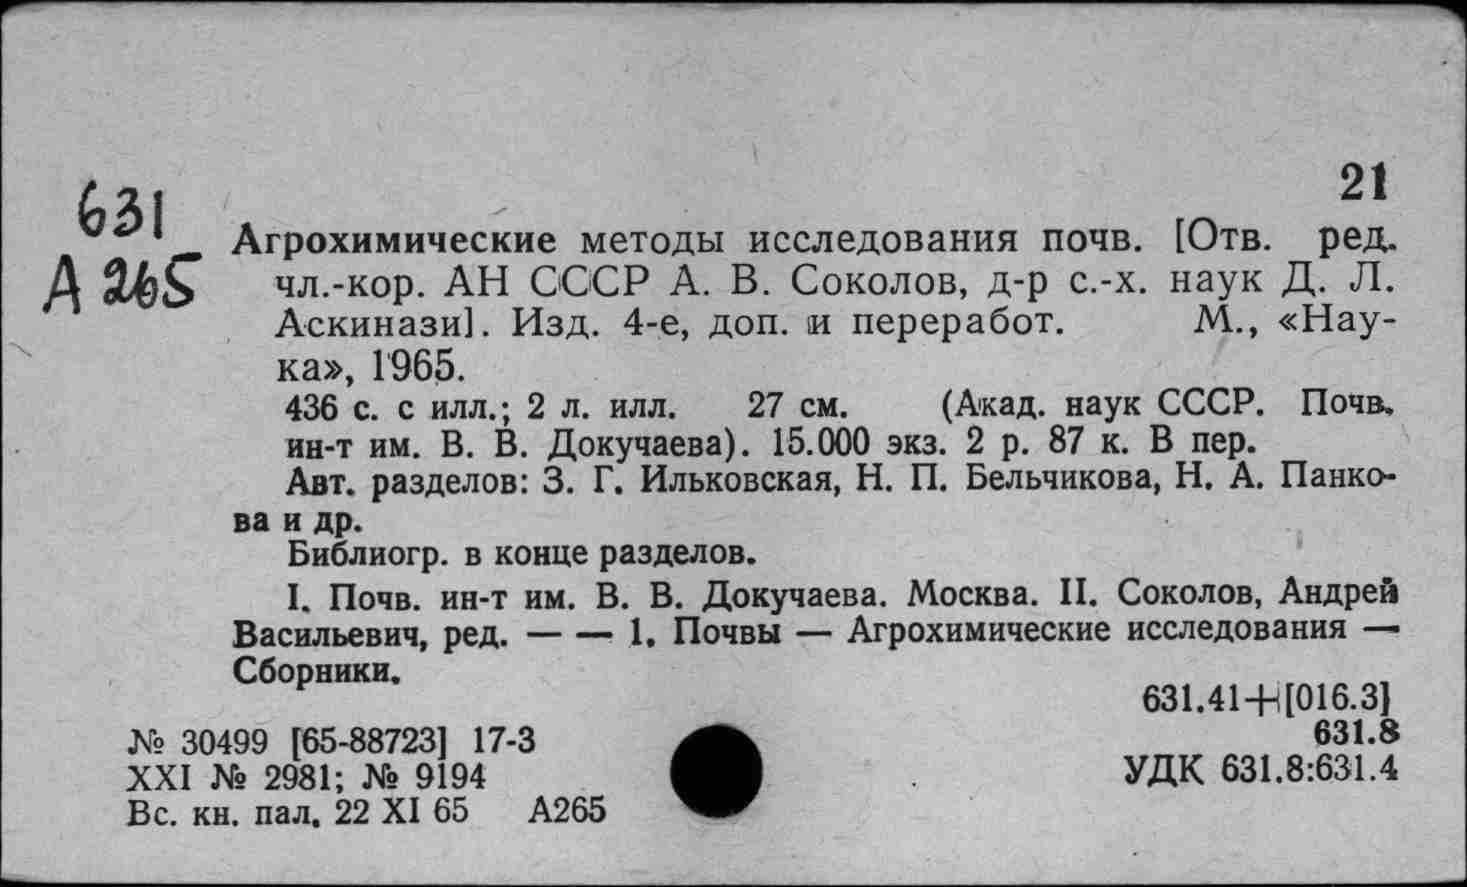 21
631
А 265
Агрохимические методы исследования почв. [Отв. ред.
чл.-кор. АН СССР А. В. Соколов, д-р с.-х. наук Д. Л.
Аскинази]. Изд. 4-е, доп. и переработ. М., «Нау-
ка», 1965.
436 с. с илл.; 2 л. илл. 27 см. (Акад. наук СССР. Почв.
ин-т им. В. В. Докучаева). 15.000 экз. 2 р. 87 к. В пер.
Авт. разделов: З. Г. Ильковская, Н. П. Бельчикова, Н. А. Панко-
ва и др.
Библиогр. в конце разделов.
I. Почв. ин-т им. В. В. Докучаева. Москва. II. Соколов, Андрей
Васильевич, ред. — — 1. Почвы — Агрохимические исследования —
Сборники.
631.41+[016.3]
631.8
УДК 631.8:631.4
№ 30499 [65-88723] 17-3
XXI № 2981; № 9194
Вс. кн. пал. 22 XI 65 А265